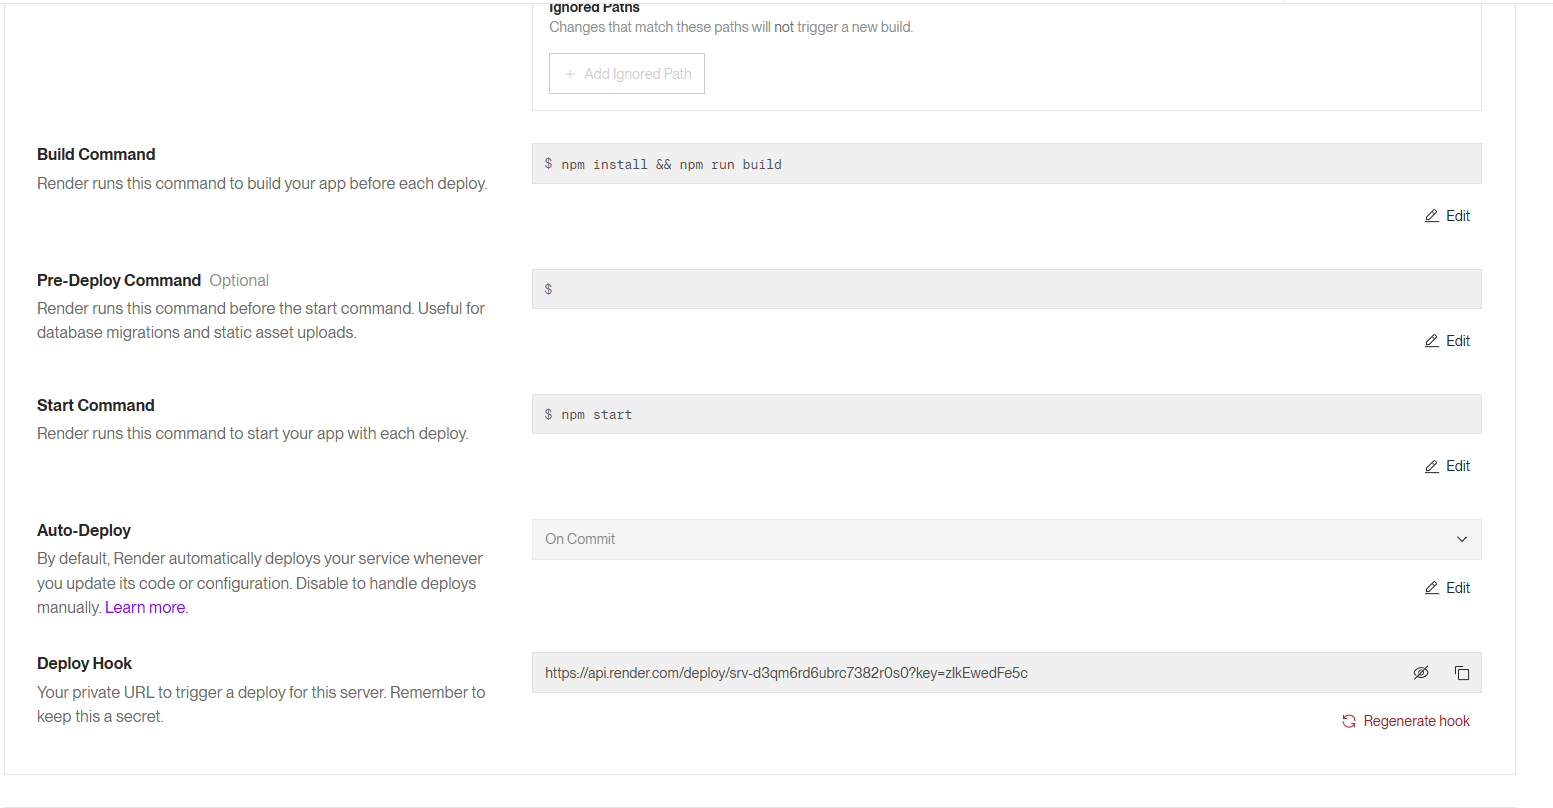 Ignored Paths
Changes that match these paths will not trigger a new build.
+ Add Ignored Path
Build Command
Render runs this command to build your app before each deploy.
$ npm install && npm run build
Edit
Pre-Deploy Command Optional
Render runs this command before the start command. Useful for
database migrations and static asset uploads.
$
Edit
Start Command
Render runs this command to start your app with each deploy.
$ npm start
Edit
Auto-Deploy
By default, Render automatically deploys your service whenever
you update its code or configuration. Disable to handle deploys
manually. Learn more.
On Commit
Edit
Deploy Hook
Your private URL to trigger a deploy for this server. Remember to
keep this a secret.
https://api.render.com/deploy/srv-d3qm6rd6ubrc7382r0s0?key=zIkEwedFe5c
Regenerate hook